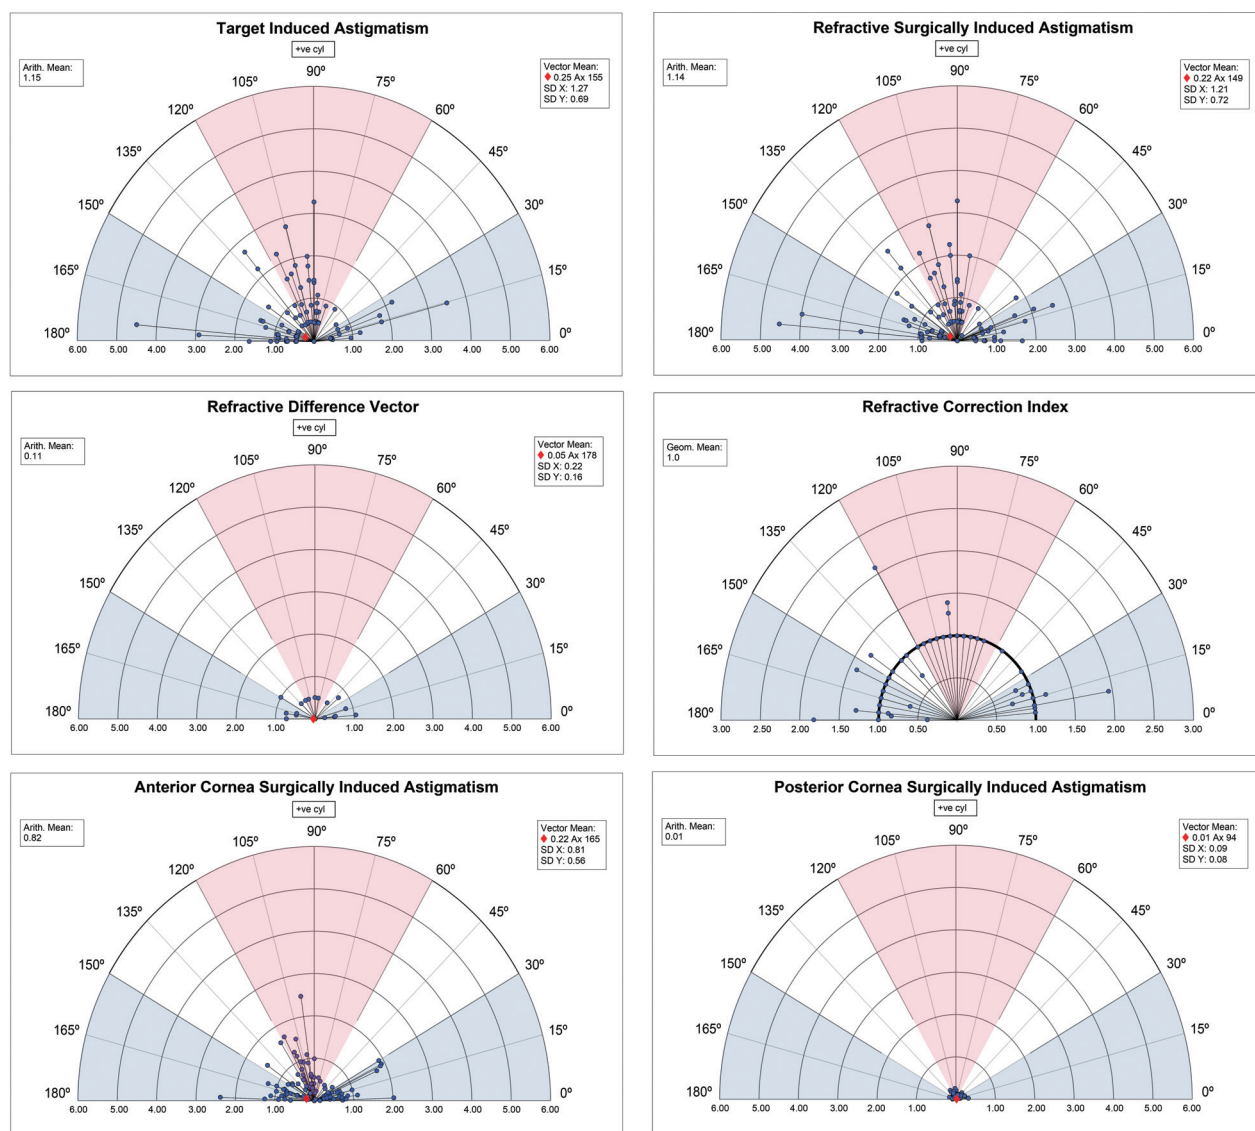 Target Induced Astigmatism
+ve cyl
Arith. Mean:
1.15
Vector Mean:
0.25 Ax 155
SD X: 1.27
SD Y: 0.69
90º
105º
75º
120º
60º
135º
45º
150º
30º
165º
15º
180º
0º
6.00 5.00 4.00 3.00 2.00 1.00 1.00 2.00 3.00 4.00 5.00 6.00
Refractive Surgically Induced Astigmatism
+ve cyl
Arith. Mean:
1.14
Vector Mean:
0.22 Ax 149
SD X: 1.21
SD Y: 0.72
90º
105º
75º
120º
60º
135º
45º
150º
30º
165º
15º
180º
0º
6.00 5.00 4.00 3.00 2.00 1.00 1.00 2.00 3.00 4.00 5.00 6.00
Refractive Difference Vector
+ve cyl
Arith. Mean:
0.11
Vector Mean:
0.05 Ax 178
SD X: 0.22
SD Y: 0.16
90º
105º
75º
120º
60º
135º
45º
150º
30º
165º
15º
180º
0º
6.00 5.00 4.00 3.00 2.00 1.00 1.00 2.00 3.00 4.00 5.00 6.00
Refractive Correction Index
Geom. Mean:
1.0
90º
105º
75º
120º
60º
135º
45º
150º
30º
165º
15º
180º
0º
3.00 2.50 2.00 1.50 1.00 0.50 0.50 1.00 1.50 2.00 2.50 3.00
Anterior Cornea Surgically Induced Astigmatism
+ve cyl
Arith. Mean:
0.82
Vector Mean:
0.22 Ax 165
SD X: 0.81
SD Y: 0.56
90º
105º
75º
120º
60º
135º
45º
150º
30º
165º
15º
180º
0º
6.00 5.00 4.00 3.00 2.00 1.00 1.00 2.00 3.00 4.00 5.00 6.00
Posterior Cornea Surgically Induced Astigmatism
+ve cyl
Arith. Mean:
0.01
Vector Mean:
0.01 Ax 94
SD X: 0.09
SD Y: 0.08
90º
105º
75º
120º
60º
135º
45º
150º
30º
165º
15º
180º
0º
6.00 5.00 4.00 3.00 2.00 1.00 1.00 2.00 3.00 4.00 5.00 6.00